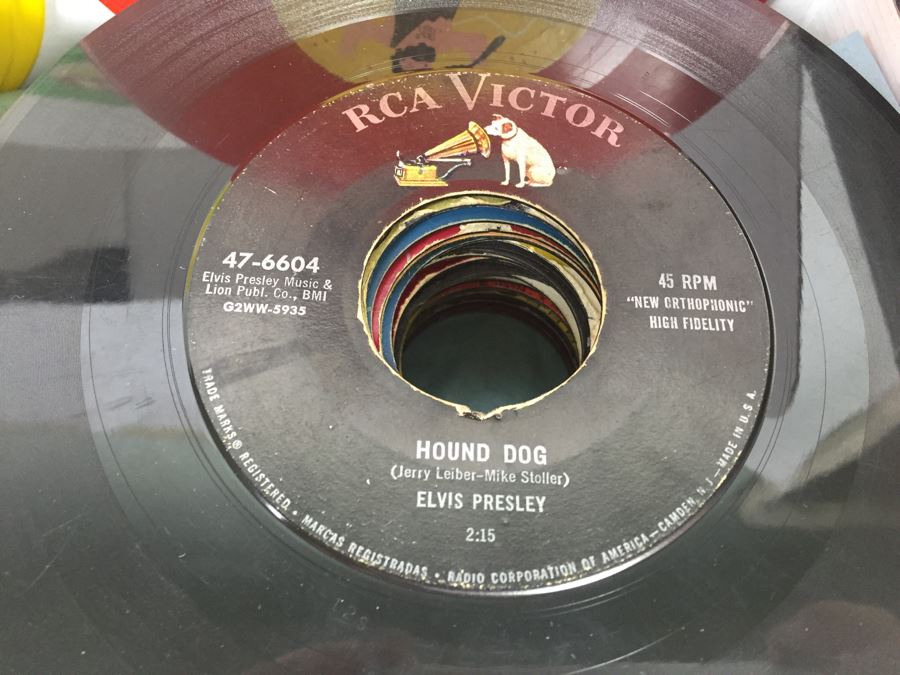 RCA VICTOR
47-6604
Elvis Presley Music &
Lion Publ. Co., BMI
G2WW-5935
45 RPM
"NEW ORTHOPHONIC"
HIGH FIDELITY
HOUND DOG
(Jerry Leiber-Mike Stoller)
ELVIS PRESLEY
2:15
TRADE MARKS ® REGISTERED • MARCAS REGISTRADAS • RADIO CORPORATION OF AMERICA—CAMDEN, N. J.—MADE IN U.S.A.